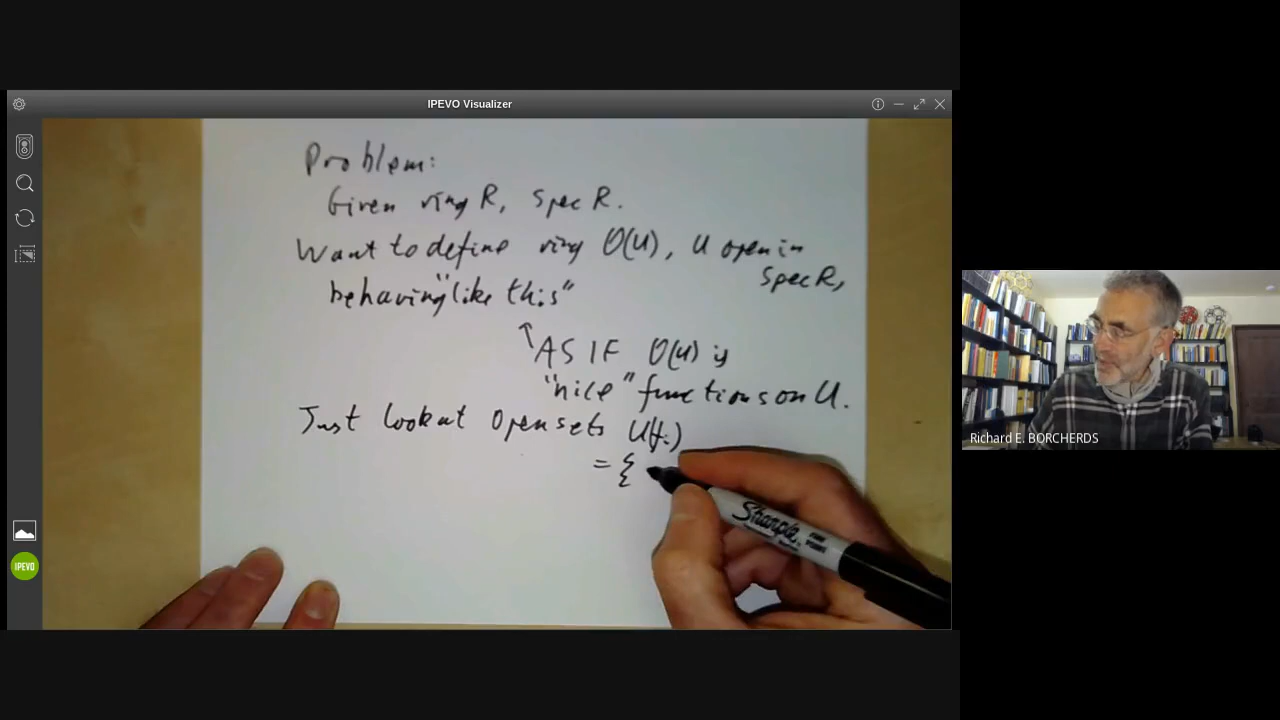 IPEVO Visualizer
Problem:
Given ring R, spec R.
Want to define ring O(U), U open in
spec R,
behaving "like this"
↑ AS IF O(U) is
"nice" functions on U.
Just look at open sets U(f.)
= {
Sharpie
IPEVO
Richard E. BORCHERDS